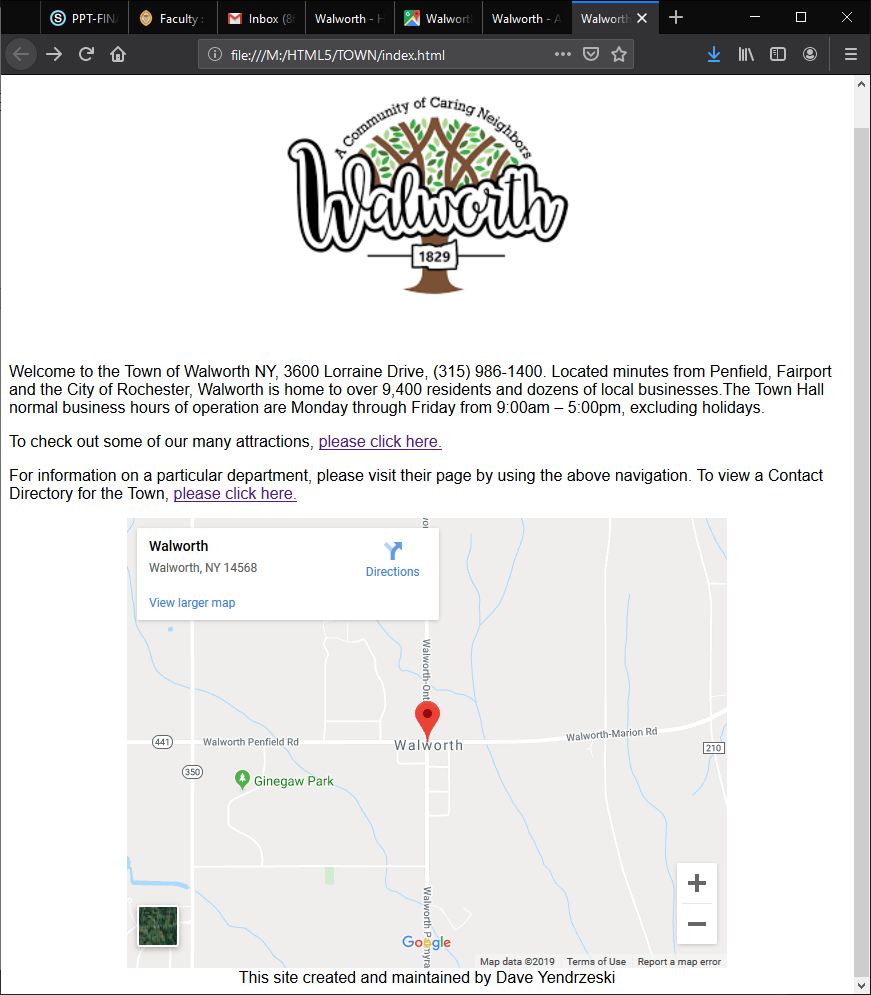 PPT-FINA
Faculty
Inbox (8
Walworth - H
Walwort
Walworth - A
Walworth
file:///M:/HTML5/TOWN/index.html
A Community of Caring Neighbors
Walworth
1829
Welcome to the Town of Walworth NY, 3600 Lorraine Drive, (315) 986-1400. Located minutes from Penfield, Fairport
and the City of Rochester, Walworth is home to over 9,400 residents and dozens of local businesses.The Town Hall
normal business hours of operation are Monday through Friday from 9:00am – 5:00pm, excluding holidays.
To check out some of our many attractions, please click here.
For information on a particular department, please visit their page by using the above navigation. To view a Contact
Directory for the Town, please click here.
Walworth
Walworth, NY 14568
Directions
View larger map
Walworth-Ont
441
Walworth Penfield Rd
Walworth
Walworth-Marion Rd
210
350
Ginegaw Park
Walworth Palmyra
Google
Map data ©2019 Terms of Use Report a map error
This site created and maintained by Dave Yendrzeski